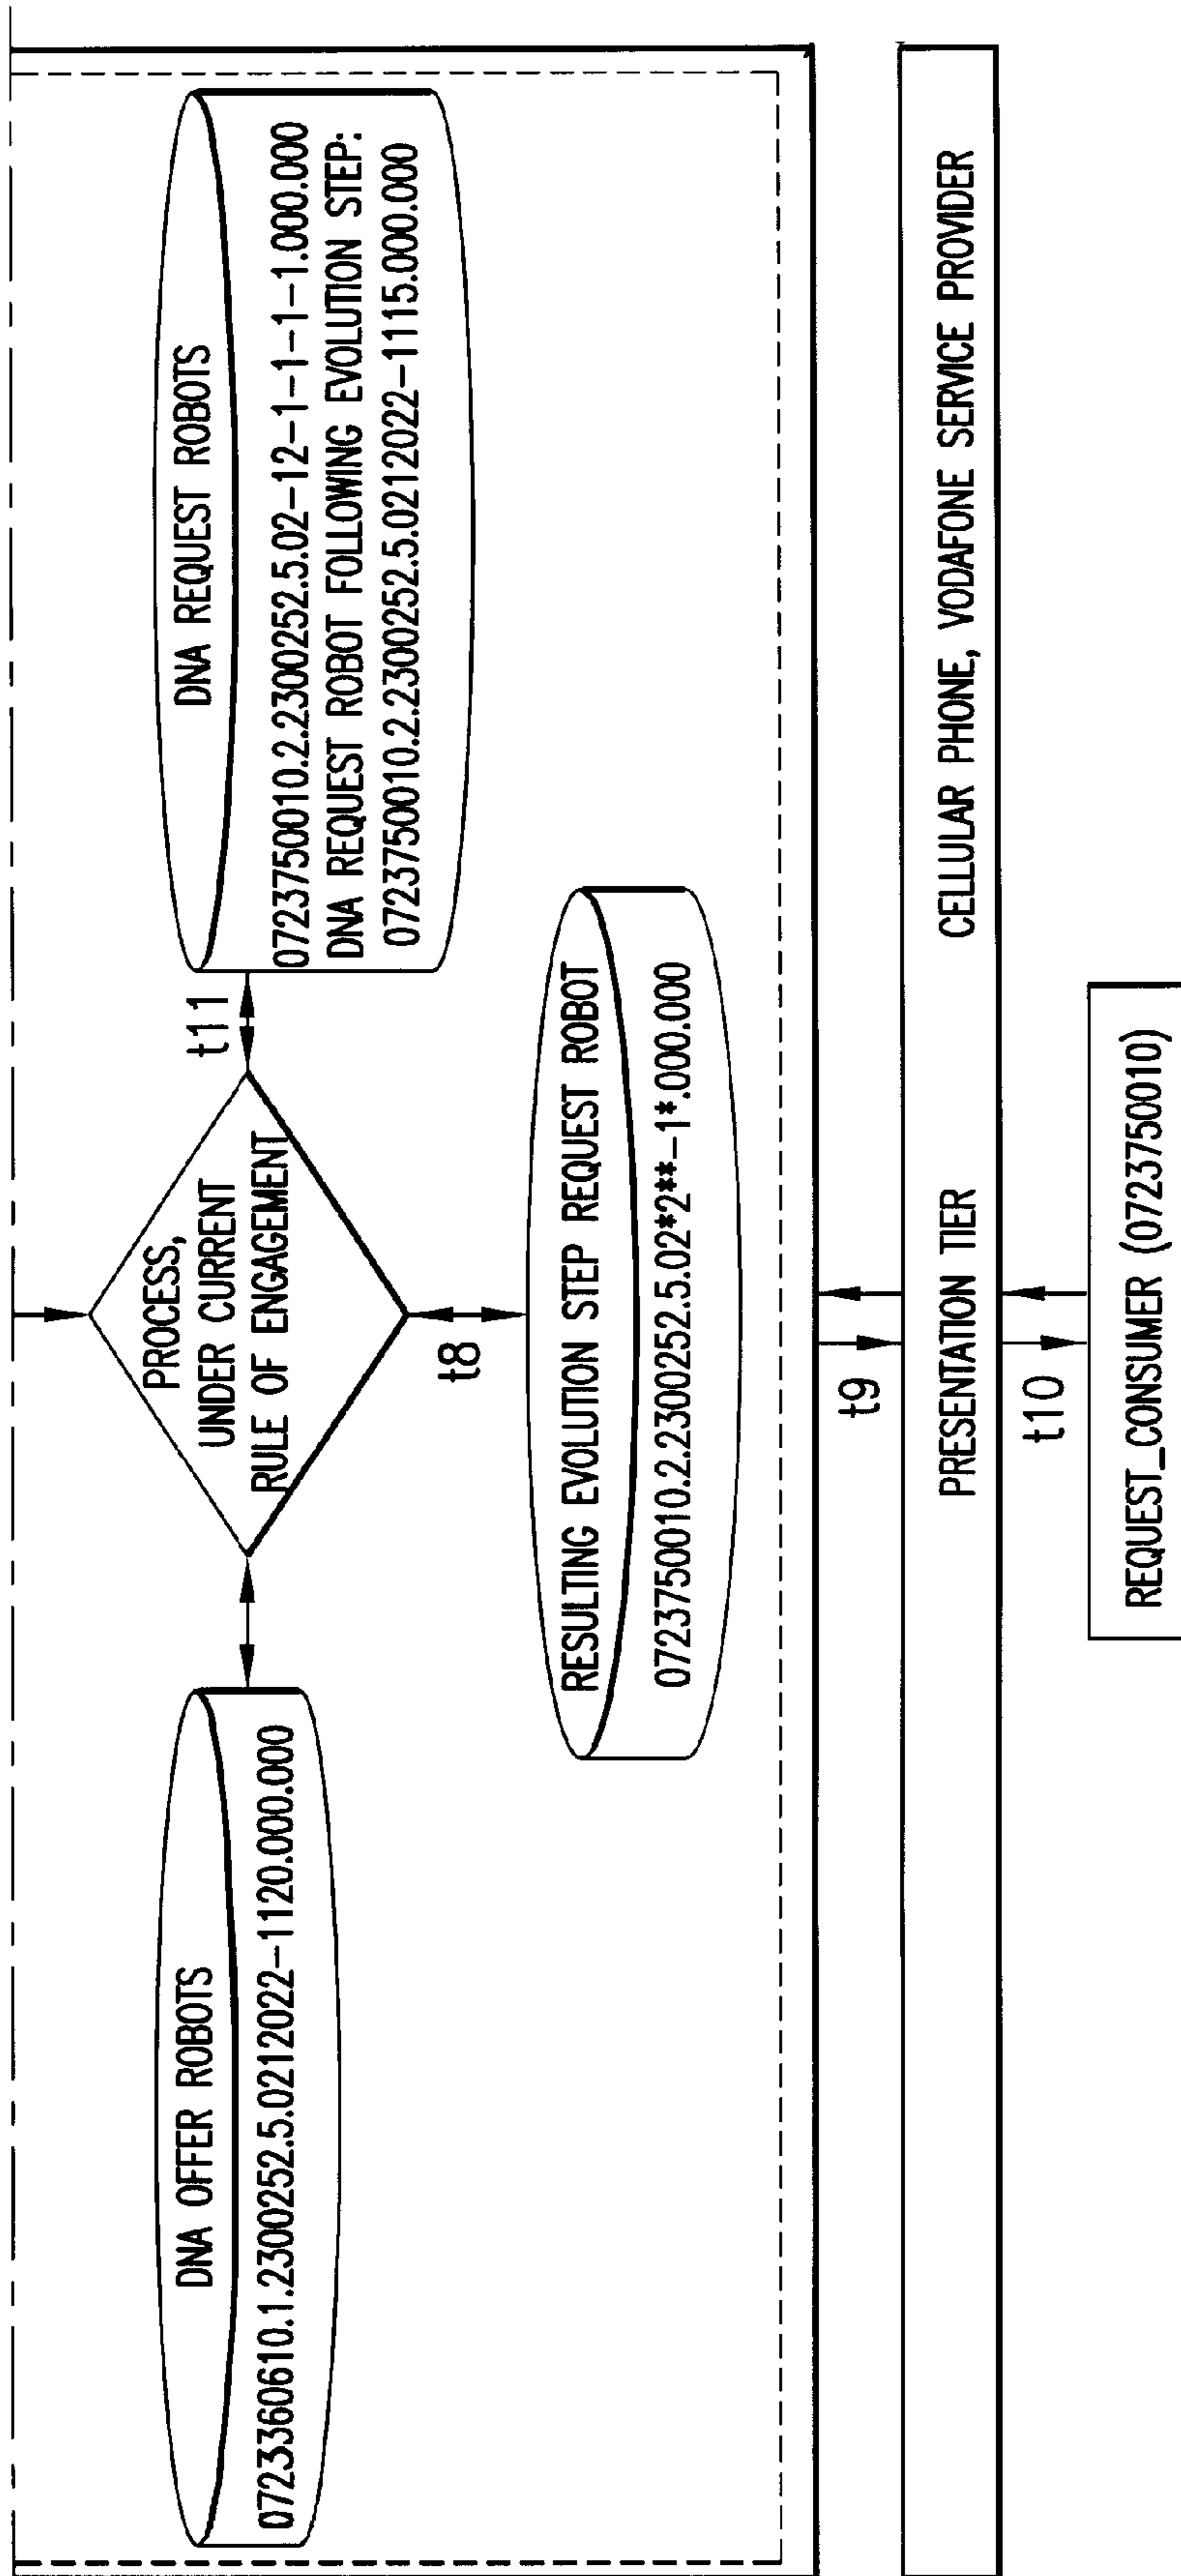 DNA OFFER ROBOTS
0723360610.1.2300252.5.0212022-1120.000.000
PROCESS,
UNDER CURRENT
RULE OF ENGAGEMENT
t11
DNA REQUEST ROBOTS
0723750010.2.2300252.5.02-12-1-1-1-1.000.000
DNA REQUEST ROBOT FOLLOWING EVOLUTION STEP:
0723750010.2.2300252.5.0212022-1115.000.000
t8
RESULTING EVOLUTION STEP REQUEST ROBOT
0723750010.2.2300252.5.02*2**-1*.000.000
t9
PRESENTATION TIER
CELLULAR PHONE, VODAFONE SERVICE PROVIDER
t10
REQUEST_CONSUMER (0723750010)